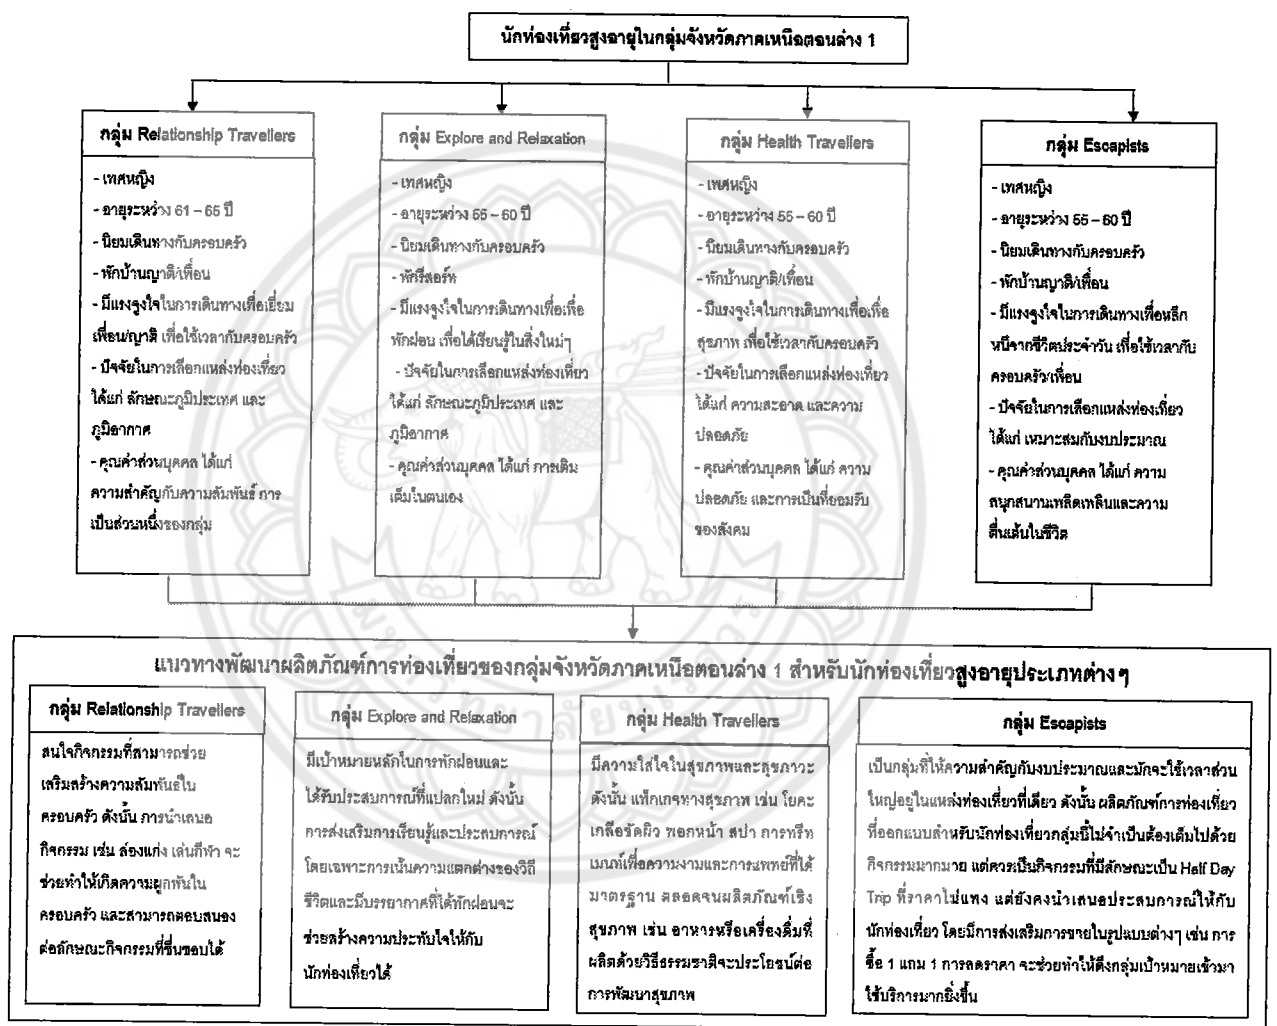 นักท่องเที่ยวสูงอายุในกลุ่มจังหวัดภาคเหนือตอนล่าง 1
กลุ่ม Relationship Travellers
- เพศหญิง
- อายุระหว่าง 61 – 65 ปี
- นิยมเดินทางกับครอบครัว
- พักบ้านญาติ/เพื่อน
- มีแรงจูงใจในการเดินทางเพื่อเยี่ยม
เพื่อน/ญาติ เพื่อใช้เวลากับครอบครัว
- ปัจจัยในการเลือกแหล่งท่องเที่ยว
ได้แก่ ลักษณะภูมิประเทศ และ
ภูมิอากาศ
- คุณค่าส่วนบุคคล ได้แก่
ความสำคัญกับความสัมพันธ์ การ
เป็นส่วนหนึ่งของกลุ่ม
กลุ่ม Explore and Relaxation
- เพศหญิง
- อายุระหว่าง 55 – 60 ปี
- นิยมเดินทางกับครอบครัว
- พักรีสอร์ท
- มีแรงจูงใจในการเดินทางเพื่อเพื่อ
พักผ่อน เพื่อได้เรียนรู้ในสิ่งใหม่ๆ
- ปัจจัยในการเลือกแหล่งท่องเที่ยว
ได้แก่ ลักษณะภูมิประเทศ และ
ภูมิอากาศ
- คุณค่าส่วนบุคคล ได้แก่ การเติม
เต็มในตนเอง
กลุ่ม Health Travellers
- เพศหญิง
- อายุระหว่าง 55 – 60 ปี
- นิยมเดินทางกับครอบครัว
- พักบ้านญาติ/เพื่อน
- มีแรงจูงใจในการเดินทางเพื่อเพื่อ
สุขภาพ เพื่อใช้เวลากับครอบครัว
- ปัจจัยในการเลือกแหล่งท่องเที่ยว
ได้แก่ ความสะอาด และความ
ปลอดภัย
- คุณค่าส่วนบุคคล ได้แก่ ความ
ปลอดภัย และการเป็นที่ยอมรับ
ของสังคม
กลุ่ม Escapists
- เพศหญิง
- อายุระหว่าง 55 – 60 ปี
- นิยมเดินทางกับครอบครัว
- พักบ้านญาติ/เพื่อน
- มีแรงจูงใจในการเดินทางเพื่อหลีก
หนีจากชีวิตประจำวัน เพื่อใช้เวลากับ
ครอบครัว/เพื่อน
- ปัจจัยในการเลือกแหล่งท่องเที่ยว
ได้แก่ เหมาะสมกับงบประมาณ
- คุณค่าส่วนบุคคล ได้แก่ ความ
สนุกสนานเพลิดเพลินและความ
ตื่นเต้นในชีวิต
แนวทางพัฒนาผลิตภัณฑ์การท่องเที่ยวของกลุ่มจังหวัดภาคเหนือตอนล่าง 1 สำหรับนักท่องเที่ยวสูงอายุประเภทต่างๆ
กลุ่ม Relationship Travellers
สนใจกิจกรรมที่สามารถช่วย
เสริมสร้างความสัมพันธ์ใน
ครอบครัว ดังนั้น การนำเสนอ
กิจกรรม เช่น ล่องแก่ง เล่นกีฬา จะ
ช่วยทำให้เกิดความผูกพันใน
ครอบครัว และสามารถตอบสนอง
ต่อลักษณะกิจกรรมที่ชื่นชอบได้
กลุ่ม Explore and Relaxation
มีเป้าหมายหลักในการพักผ่อนและ
ได้รับประสบการณ์ที่แปลกใหม่ ดังนั้น
การส่งเสริมการเรียนรู้และประสบการณ์
โดยเฉพาะการเน้นความแตกต่างของวิถี
ชีวิตและมีบรรยากาศที่ได้พักผ่อนจะ
ช่วยสร้างความประทับใจให้กับ
นักท่องเที่ยวได้
กลุ่ม Health Travellers
มีความใส่ใจในสุขภาพและสุขภาวะ
ดังนั้น แพ็กเกจทางสุขภาพ เช่น โยคะ
เกลือขัดผิว พอกหน้า สปา การทรีท
เมนท์เพื่อความงามและการแพทย์ที่ได้
มาตรฐาน ตลอดจนผลิตภัณฑ์เชิง
สุขภาพ เช่น อาหารหรือเครื่องดื่มที่
ผลิตด้วยวิธีธรรมชาติจะประโยชน์ต่อ
การพัฒนาสุขภาพ
กลุ่ม Escapists
เป็นกลุ่มที่ให้ความสำคัญกับงบประมาณและมักจะใช้เวลาส่วน
ใหญ่อยู่ในแหล่งท่องเที่ยวที่เดียว ดังนั้น ผลิตภัณฑ์การท่องเที่ยว
ที่ออกแบบสำหรับนักท่องเที่ยวกลุ่มนี้ไม่จำเป็นต้องเต็มไปด้วย
กิจกรรมมากมาย แต่ควรเป็นกิจกรรมที่มีลักษณะเป็น Half Day
Trip ที่ราคาไม่แพง แต่ยังคงนำเสนอประสบการณ์ให้กับ
นักท่องเที่ยว โดยมีการส่งเสริมการขายในรูปแบบต่างๆ เช่น การ
ซื้อ 1 แถม 1 การลดราคา จะช่วยทำให้ดึงกลุ่มเป้าหมายเข้ามา
ใช้บริการมากยิ่งขึ้น